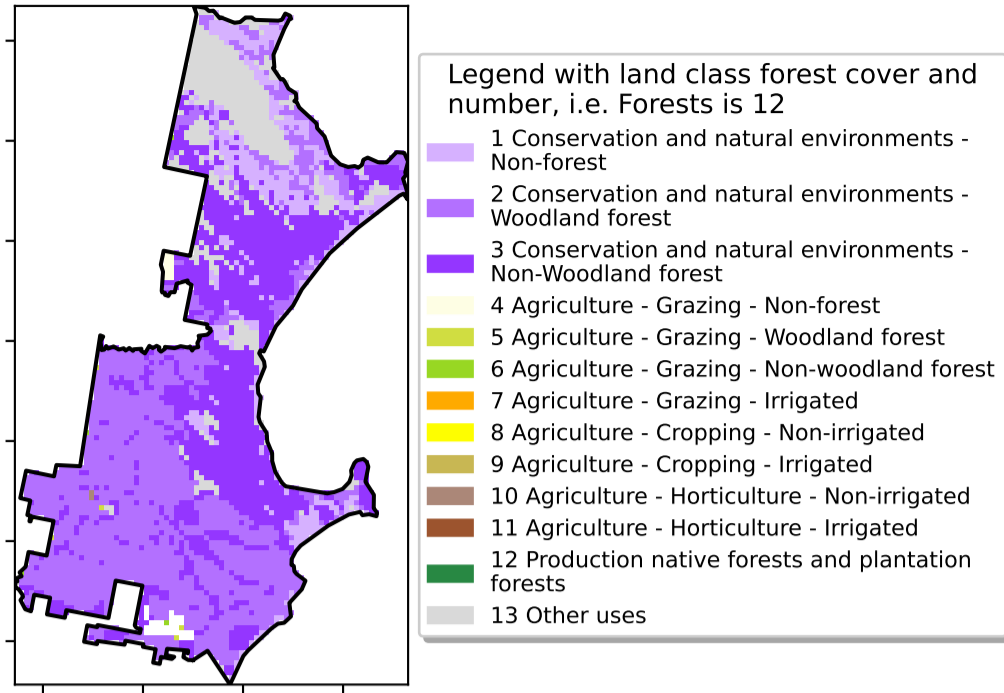 Legend with land class forest cover and
number, i.e. Forests is 12
1 Conservation and natural environments -
Non-forest
2 Conservation and natural environments -
Woodland forest
3 Conservation and natural environments -
Non-Woodland forest
4 Agriculture - Grazing - Non-forest
5 Agriculture - Grazing - Woodland forest
6 Agriculture - Grazing - Non-woodland forest
7 Agriculture - Grazing - Irrigated
8 Agriculture - Cropping - Non-irrigated
9 Agriculture - Cropping - Irrigated
10 Agriculture - Horticulture - Non-irrigated
11 Agriculture - Horticulture - Irrigated
12 Production native forests and plantation
forests
13 Other uses